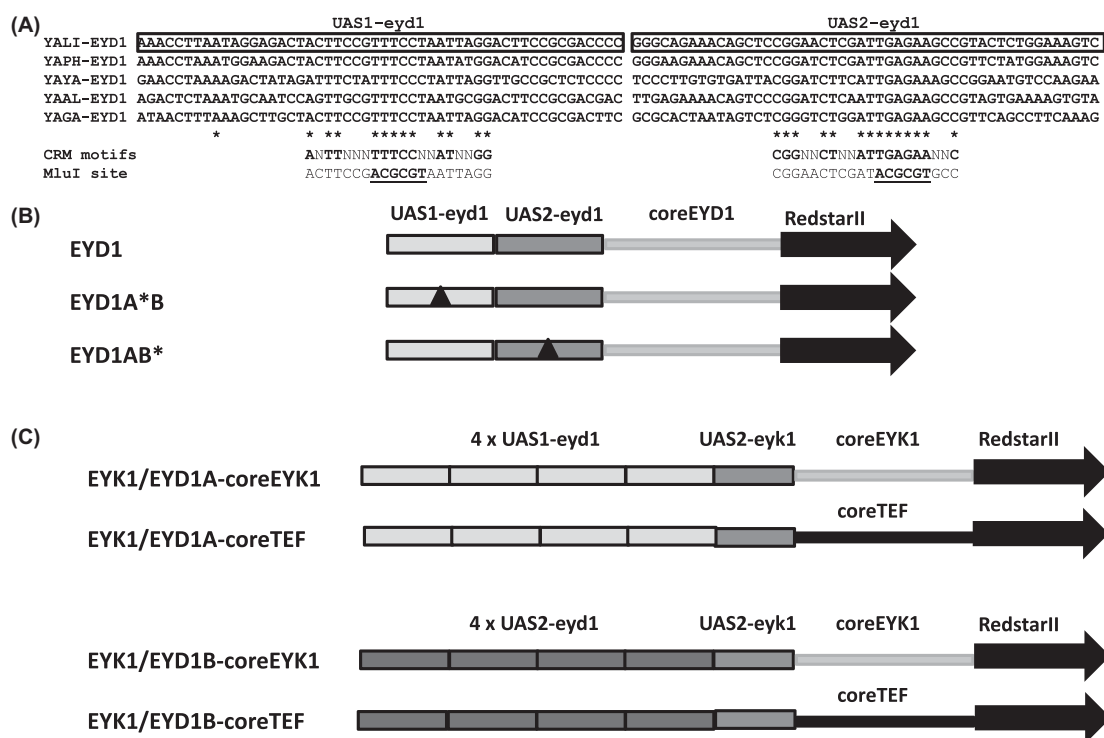 (A)
UAS1-eyd1 UAS2-eyd1
YALI-EYD1 AAACCTTAATAGGAGACTACTTCCGTTTCCTAATTAGGACTTCCGCGACCCC GGGCAGAAACAGCTCCGGAACTCGATTGAGAAGCCGTACTCTGGAAAGTC
YAPH-EYD1 AAACCTAAATGGAAGACTACTTCCGTTTCCTAATATGGACTTCCGCGACCCC GGGAAGAAACAGCTCCGGAACTCGATTGAGAAGCCGTTCTATGGAAAGTC
YAYA-EYD1 GAACCTAAAAGACTATAGATTTCTATTTCCCTATTAGGTTGCCGCTCTCCCC TCCCTTGTGTGATTACGGATCTTCGATTGAGAAAGCCGGAATGTCCAAGAA
YAAL-EYD1 AGACTCTAAATGCAATCCAGTTGCGTTTCCTAATGCGGACTTCCGCGACGAC TTGAGAAAACAGTCCCGGATCTCAATTGAGAAGCCGTAGTGAAAAGTGTA
YAGA-EYD1 ATAACTTTAAAGCTTGCTACTTCCGTTTCCTAATTAGGACATCCGCGACTTC GCGCACTAATAGTCTCGGGTCTGGATTGAGAAGCCGTTCAGCCTTCAAAG
* * ** ***** ** ** *** ** ******** *
CRM motifs ANTTNNNTTTCCNNATNNGG CGGNNCTNNATTGAGAANNC
MluI site ACTTCCGACGCGTAATTAGG CGGAACTCGATACGCGTGCC
(B)
UAS1-eyd1 UAS2-eyd1 coreEYD1 RedstarII
EYD1
EYD1A*B
EYD1AB*
(C)
4 x UAS1-eyd1 UAS2-eyk1 coreEYK1 RedstarII
EYK1/EYD1A-coreEYK1
coreTEF
EYK1/EYD1A-coreTEF
4 x UAS2-eyd1 UAS2-eyk1 coreEYK1 RedstarII
EYK1/EYD1B-coreEYK1
coreTEF
EYK1/EYD1B-coreTEF